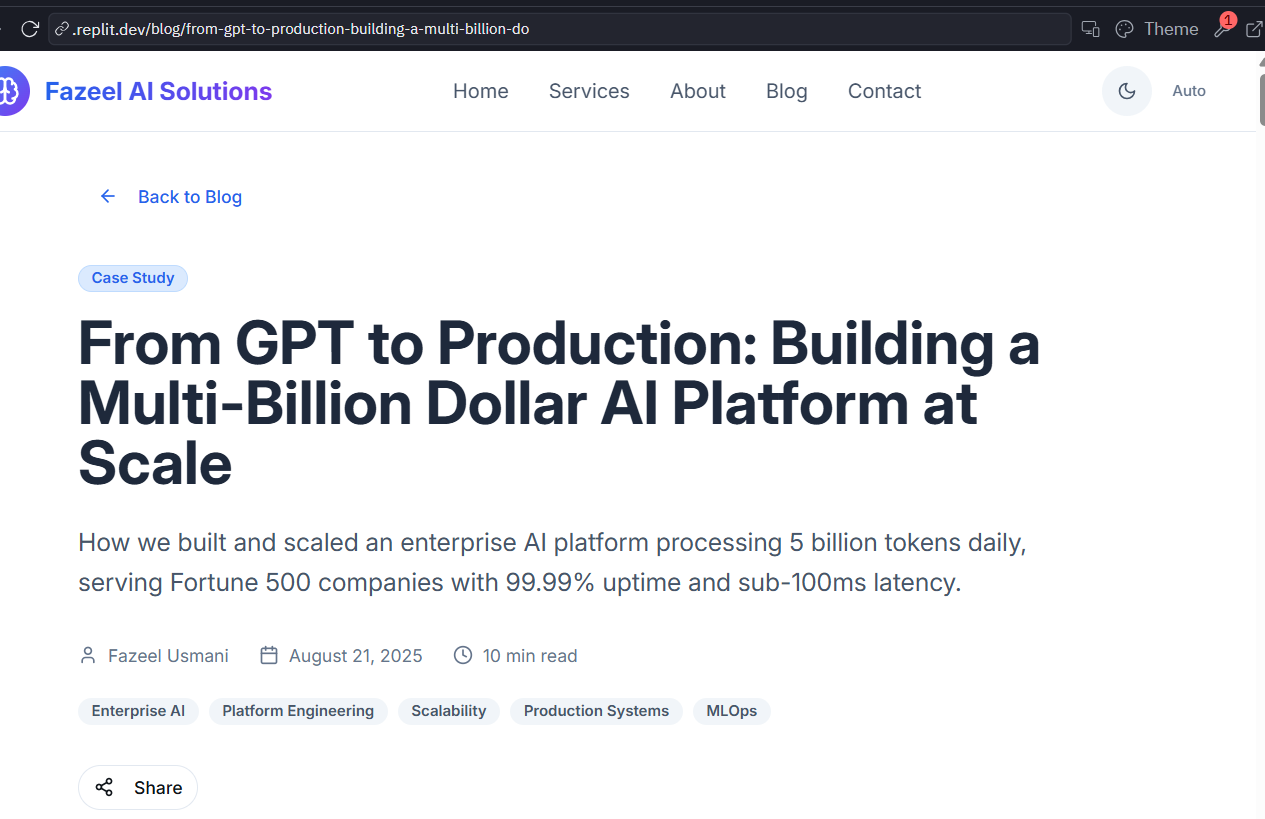 .replit.dev/blog/from-gpt-to-production-building-a-multi-billion-do
Theme
1
Fazeel AI Solutions
Home
Services
About
Blog
Contact
Auto
Back to Blog
Case Study
From GPT to Production: Building a
Multi-Billion Dollar AI Platform at
Scale
How we built and scaled an enterprise AI platform processing 5 billion tokens daily,
serving Fortune 500 companies with 99.99% uptime and sub-100ms latency.
Fazeel Usmani
August 21, 2025
10 min read
Enterprise AI
Platform Engineering
Scalability
Production Systems
MLOps
Share